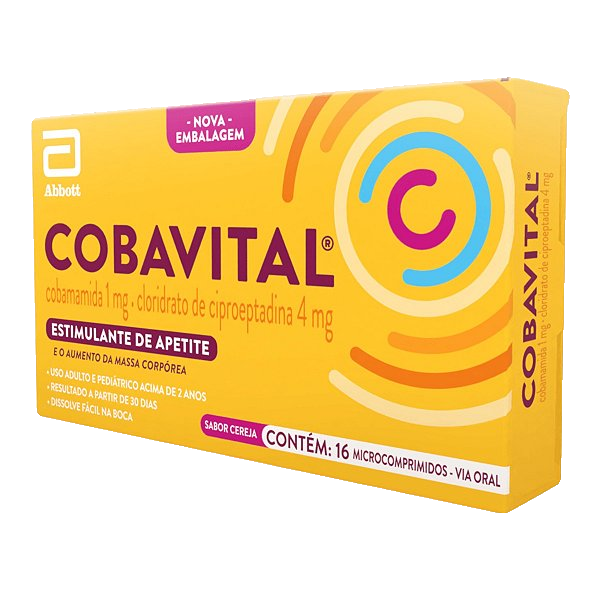 - NOVA -
EMBALAGEM
Abbott
COBAVITAL®
cobamamida 1 mg · cloridrato de ciproeptadina 4 mg
ESTIMULANTE DE APETITE
E O AUMENTO DA MASSA CORPÓREA
• USO ADULTO E PEDIÁTRICO ACIMA DE 2 ANOS
• RESULTADO A PARTIR DE 30 DIAS
• DISSOLVE FÁCIL NA BOCA
SABOR CEREJA CONTÉM: 16 MICROCOMPRIMIDOS - VIA ORAL
COBAVITAL®
cobamamida 1 mg · cloridrato de ciproeptadina 4 mg